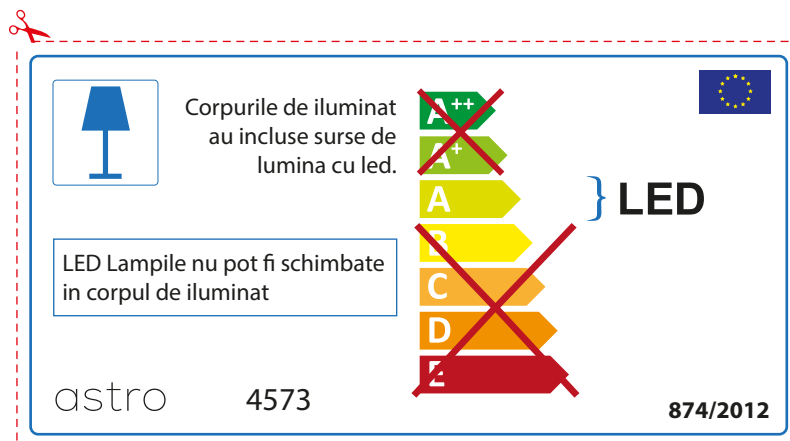 Corpurile de iluminat
au incluse surse de
lumina cu led.
LED Lampile nu pot fi schimbate
in corpul de iluminat
A++
A+
A
B
C
D
E
LED
astro
4573
874/2012